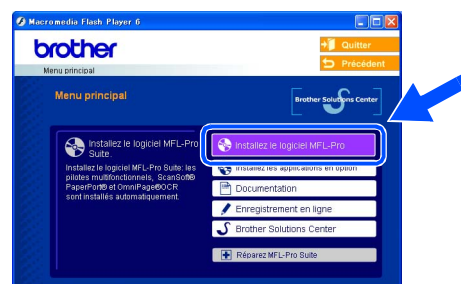 Macromedia Flash Player 6
brother
Quitter
Précédent
Menu principal
Menu principal
Brother Solutions Center
Installez le logiciel MFL-Pro Suite
Installez le logiciel MFL-Pro Suite: les
pilotes multifonctionnels, ScanSoft®
PaperPort® et OmniPage®OCR
sont installés automatiquement.
Installez le logiciel MFL-Pro
Installez les applications en option
Documentation
Enregistrement en ligne
Brother Solutions Center
Réparez MFL-Pro Suite